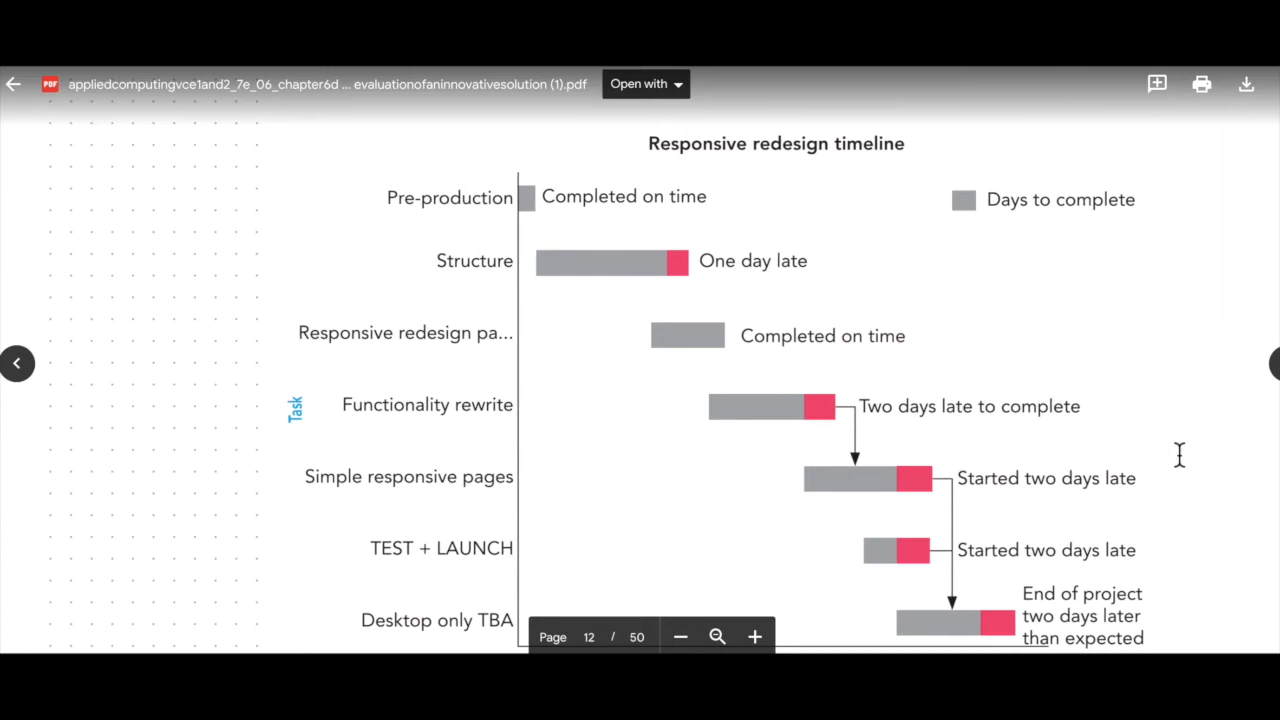 PDF appliedcomputingvce1and2_7e_06_chapter6d ... evaluationofaninnovativesolution (1).pdf Open with
Responsive redesign timeline
Pre-production Completed on time Days to complete
Structure One day late
Responsive redesign pa... Completed on time
Task
Functionality rewrite Two days late to complete
Simple responsive pages Started two days late
TEST + LAUNCH Started two days late
Desktop only TBA
End of project
two days later
than expected
Page 12 / 50